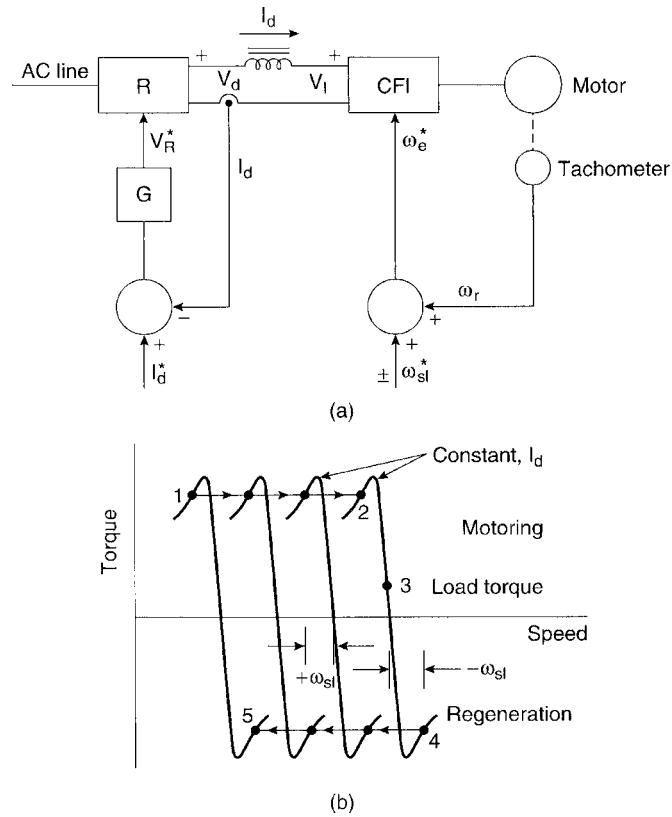 I_d
AC line
R
+
V_d
+
V_I
CFI
Motor
V_R^*
I_d
ω_e^*
Tachometer
G
ω_r
−
+
+
+
I_d^*
± ω_sl^*
(a)
Constant, I_d
1
2
Motoring
Torque
3
Load torque
Speed
+ω_sl
−ω_sl
5
Regeneration
4
(b)